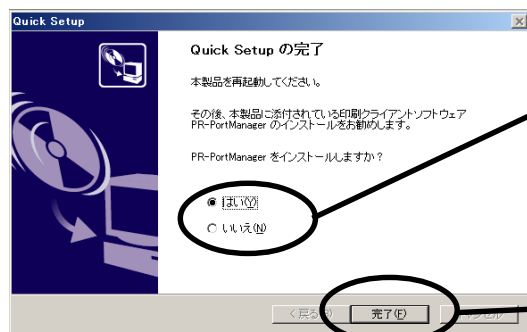 Quick Setup
Quick Setup の完了
本製品を再起動してください。
その後、本製品に添付されている印刷クライアントソフトウェア
PR-PortManager のインストールをお勧めします。
PR-PortManager をインストールしますか？
はい(Y)
いいえ(N)
< 戻る
完了(F)